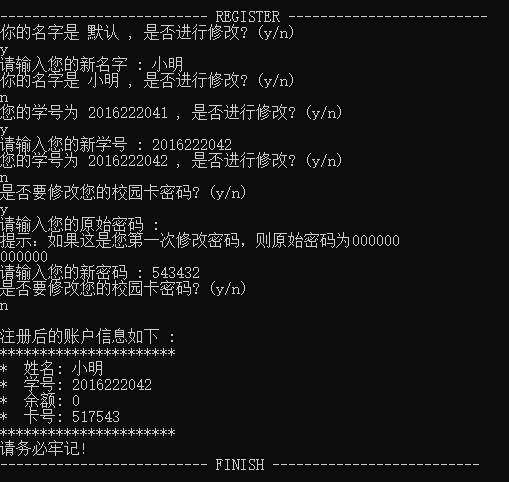 -------------------------- REGISTER -------------------------
你的名字是 默认 , 是否进行修改? (y/n)
y
请输入您的新名字 : 小明
你的名字是 小明 , 是否进行修改? (y/n)
n
您的学号为 2016222041 , 是否进行修改? (y/n)
y
请输入您的新学号 : 2016222042
您的学号为 2016222042 , 是否进行修改? (y/n)
n
是否要修改您的校园卡密码? (y/n)
y
请输入您的原始密码 :
提示: 如果这是您第一次修改密码, 则原始密码为000000
000000
请输入您的新密码 : 543432
是否要修改您的校园卡密码? (y/n)
n
注册后的账户信息如下 :
**********************
*  姓名: 小明
*  学号: 2016222042
*  余额: 0
*  卡号: 517543
**********************
请务必牢记!
-------------------------- FINISH --------------------------